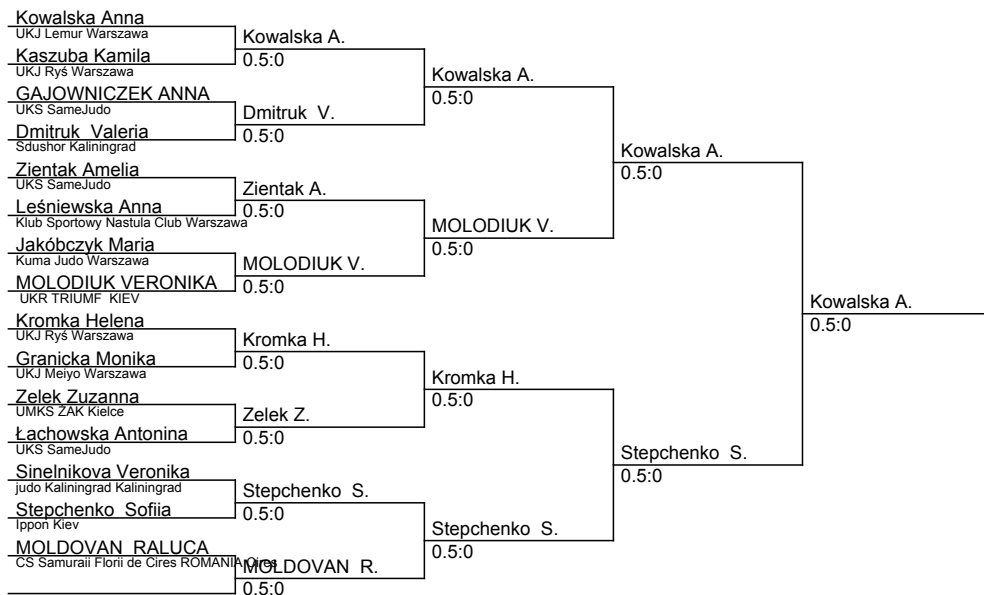 Kowalska Anna
UKJ Lemur Warszawa
Kaszuba Kamila
UKJ Ryś Warszawa
GAJOWNICZEK ANNA
UKS SameJudo
Dmitruk Valeria
Sdushor Kaliningrad
Zientak Amelia
UKS SameJudo
Leśniewska Anna
Klub Sportowy Nastula Club Warszawa
Jakóbczyk Maria
Kuma Judo Warszawa
MOLODIUK VERONIKA
UKR TRIUMF KIEV
Kromka Helena
UKJ Ryś Warszawa
Granicka Monika
UKJ Meiyo Warszawa
Zelek Zuzanna
UMKS ŻAK Kielce
Łachowska Antonina
UKS SameJudo
Sinelnikova Veronika
judo Kaliningrad Kaliningrad
Stepchenko Sofiia
Ippon Kiev
MOLDOVAN RALUCA
CS Samuraii Florii de Cires ROMANIA Cires
Kowalska A.
0.5:0
Dmitruk V.
0.5:0
Zientak A.
0.5:0
MOLODIUK V.
0.5:0
Kromka H.
0.5:0
Zelek Z.
0.5:0
Stepchenko S.
0.5:0
MOLDOVAN R.
0.5:0
Kowalska A.
0.5:0
MOLODIUK V.
0.5:0
Kromka H.
0.5:0
Stepchenko S.
0.5:0
Kowalska A.
0.5:0
Stepchenko S.
0.5:0
Kowalska A.
0.5:0